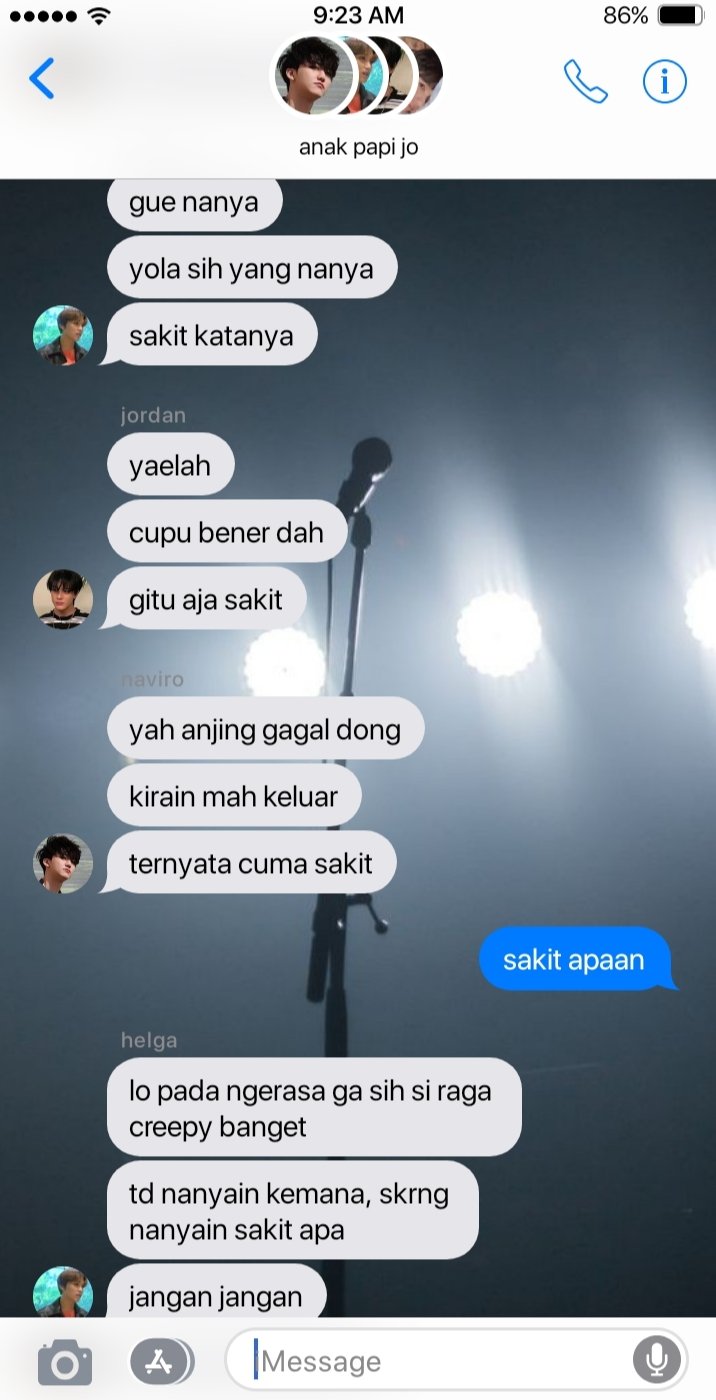 9:23 AM
86%
anak papi jo
gue nanya
yola sih yang nanya
sakit katanya
jordan
yaelah
cupu bener dah
gitu aja sakit
naviro
yah anjing gagal dong
kirain mah keluar
ternyata cuma sakit
sakit apaan
helga
lo pada ngerasa ga sih si raga
creepy banget
td nanyain kemana, skrng
nanyain sakit apa
jangan jangan
Message